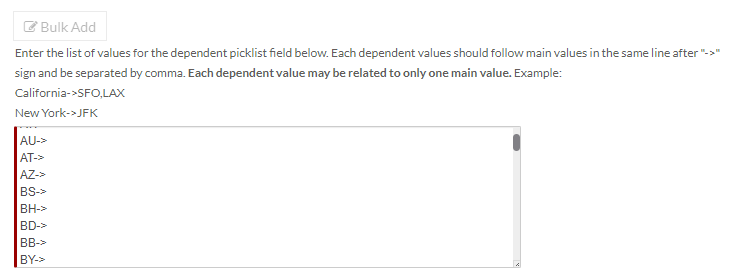 Bulk Add
Enter the list of values for the dependent picklist field below. Each dependent values should follow main values in the same line after "->"
sign and be separated by comma. Each dependent value may be related to only one main value. Example:
California->SFO,LAX
New York->JFK
AU->
AT->
AZ->
BS->
BH->
BD->
BB->
BY->